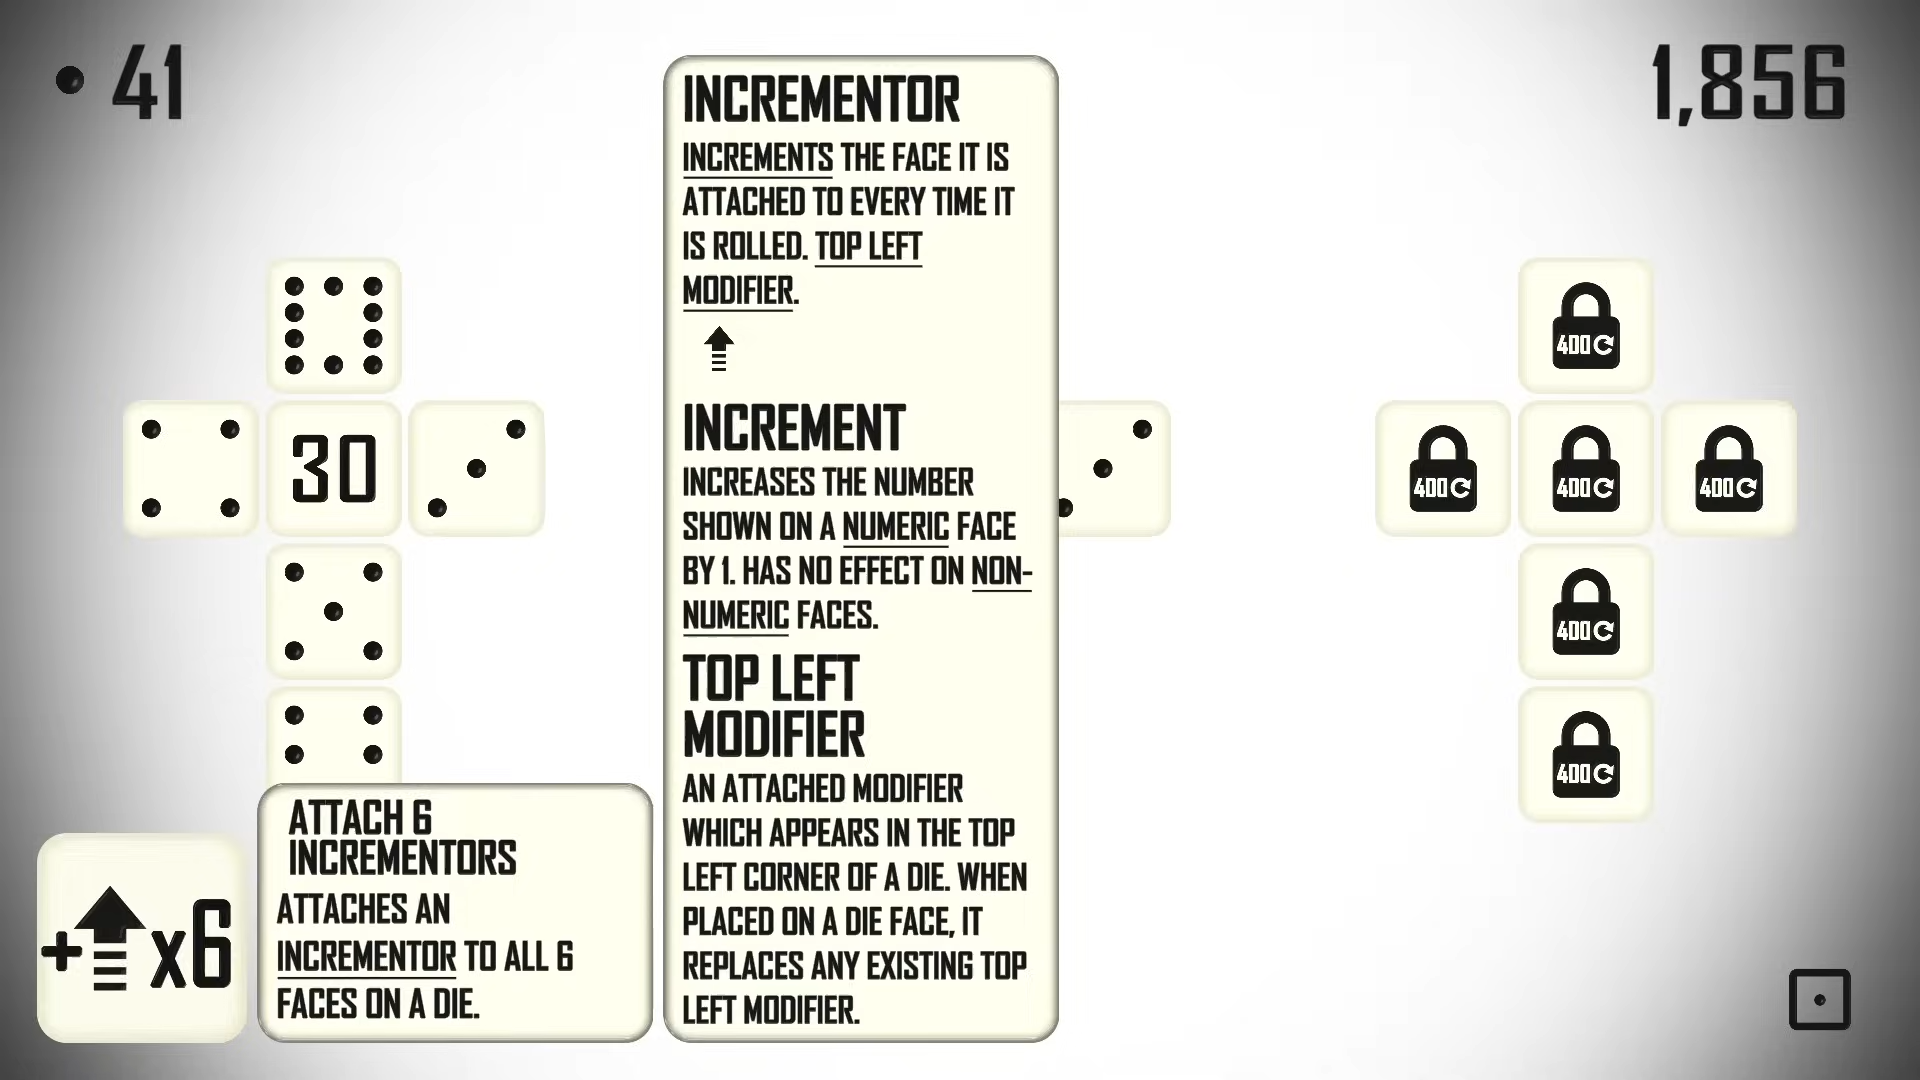 41
1,856
INCREMENTOR
INCREMENTS THE FACE IT IS
ATTACHED TO EVERY TIME IT
IS ROLLED. TOP LEFT
MODIFIER.
INCREMENT
INCREASES THE NUMBER
SHOWN ON A NUMERIC FACE
BY 1. HAS NO EFFECT ON NON-
NUMERIC FACES.
TOP LEFT
MODIFIER
AN ATTACHED MODIFIER
WHICH APPEARS IN THE TOP
LEFT CORNER OF A DIE. WHEN
PLACED ON A DIE FACE, IT
REPLACES ANY EXISTING TOP
LEFT MODIFIER.
30
400
400
400
400
400
400
ATTACH 6
INCREMENTORS
ATTACHES AN
INCREMENTOR TO ALL 6
FACES ON A DIE.
+ x6